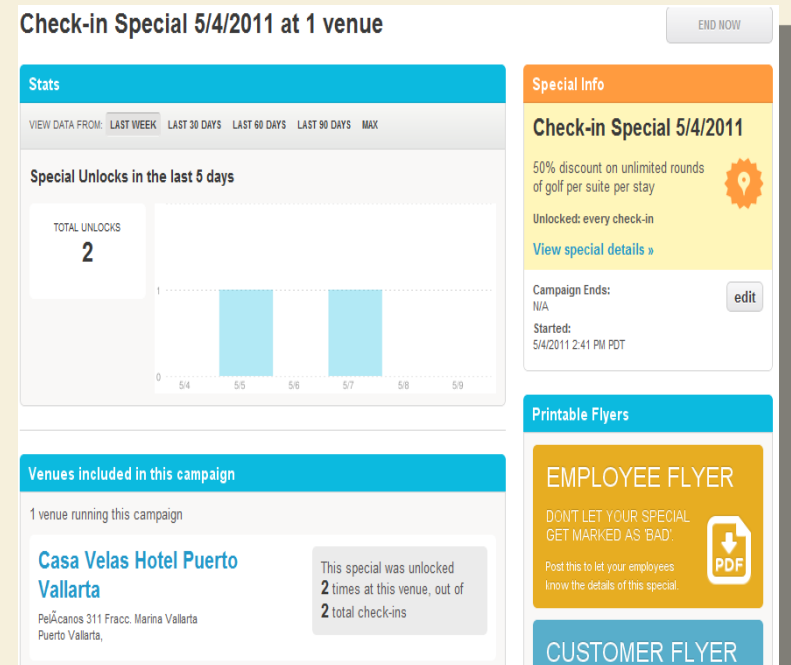 Check-in Special 5/4/2011 at 1 venue
END NOW
Stats
VIEW DATA FROM: LAST WEEK LAST 30 DAYS LAST 60 DAYS LAST 90 DAYS MAX
Special Unlocks in the last 5 days
TOTAL UNLOCKS
2
1
0
5/4 5/5 5/6 5/7 5/8 5/9
Venues included in this campaign
1 venue running this campaign
Casa Velas Hotel Puerto
Vallarta
PelÃcanos 311 Fracc. Marina Vallarta
Puerto Vallarta,
This special was unlocked
2 times at this venue, out of
2 total check-ins
Special Info
Check-in Special 5/4/2011
50% discount on unlimited rounds
of golf per suite per stay
Unlocked: every check-in
View special details »
Campaign Ends:
N/A
edit
Started:
5/4/2011 2:41 PM PDT
Printable Flyers
EMPLOYEE FLYER
DON'T LET YOUR SPECIAL
GET MARKED AS 'BAD'.
Post this to let your employees
know the details of this special.
PDF
CUSTOMER FLYER